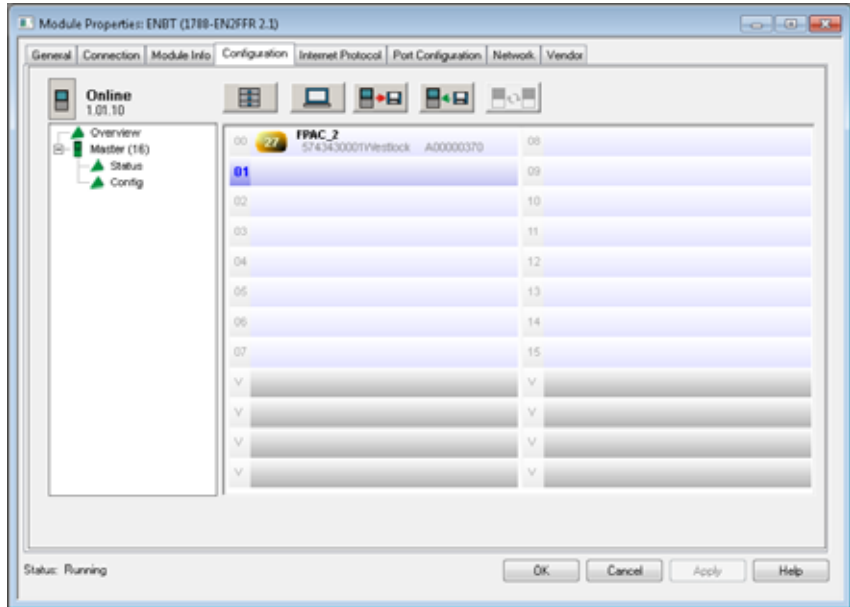 Module Properties: ENBT (1788-EN2FFR 2.1)
General Connection Module Info Configuration Internet Protocol Port Configuration Network Vendor
Online
1.01.10
Overview
Master (16)
Status
Config
00 27 FPAC_2
5743430001Westlock A00000370
01
02
03
04
05
06
07
V
V
V
V
08
09
10
11
12
13
14
15
V
V
V
V
Status: Running
OK Cancel Apply Help